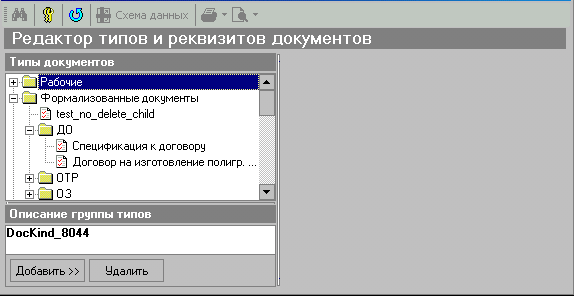 Схема данных
Редактор типов и реквизитов документов
Типы документов
Рабочие
Формализованные документы
test_no_delete_child
ДО
Спецификация к договору
Договор на изготовление полигр. ...
ОТР
ОЗ
Описание группы типов
DocKind_8044
Добавить >>
Удалить